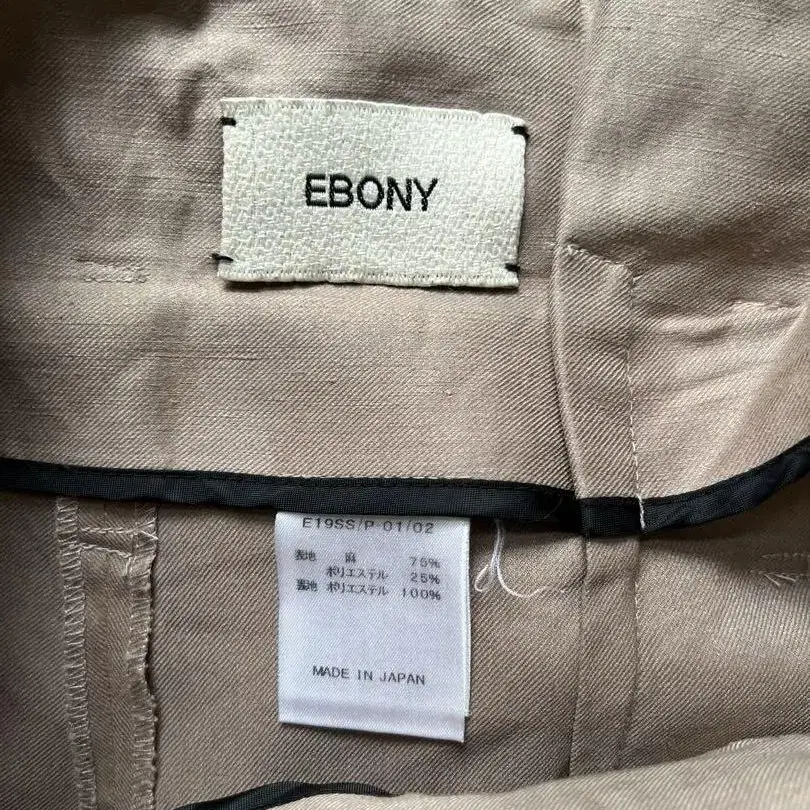 EBONY
E19SS/P 01/02
表地 麻 75%
ポリエステル 25%
裏地 ポリエステル 100%
MADE IN JAPAN